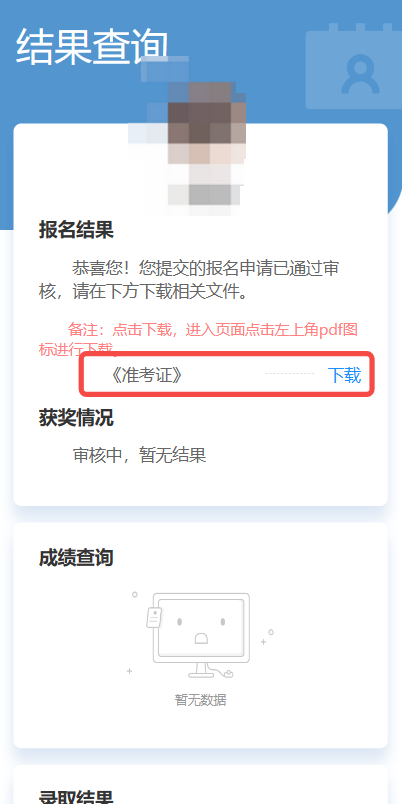 结果查询
报名结果
恭喜您！您提交的报名申请已通过审
核，请在下方下载相关文件。
备注：点击下载，进入页面点击左上角pdf图
标进行下载。
《准考证》 下载
获奖情况
审核中，暂无结果
成绩查询
暂无数据
录取结果